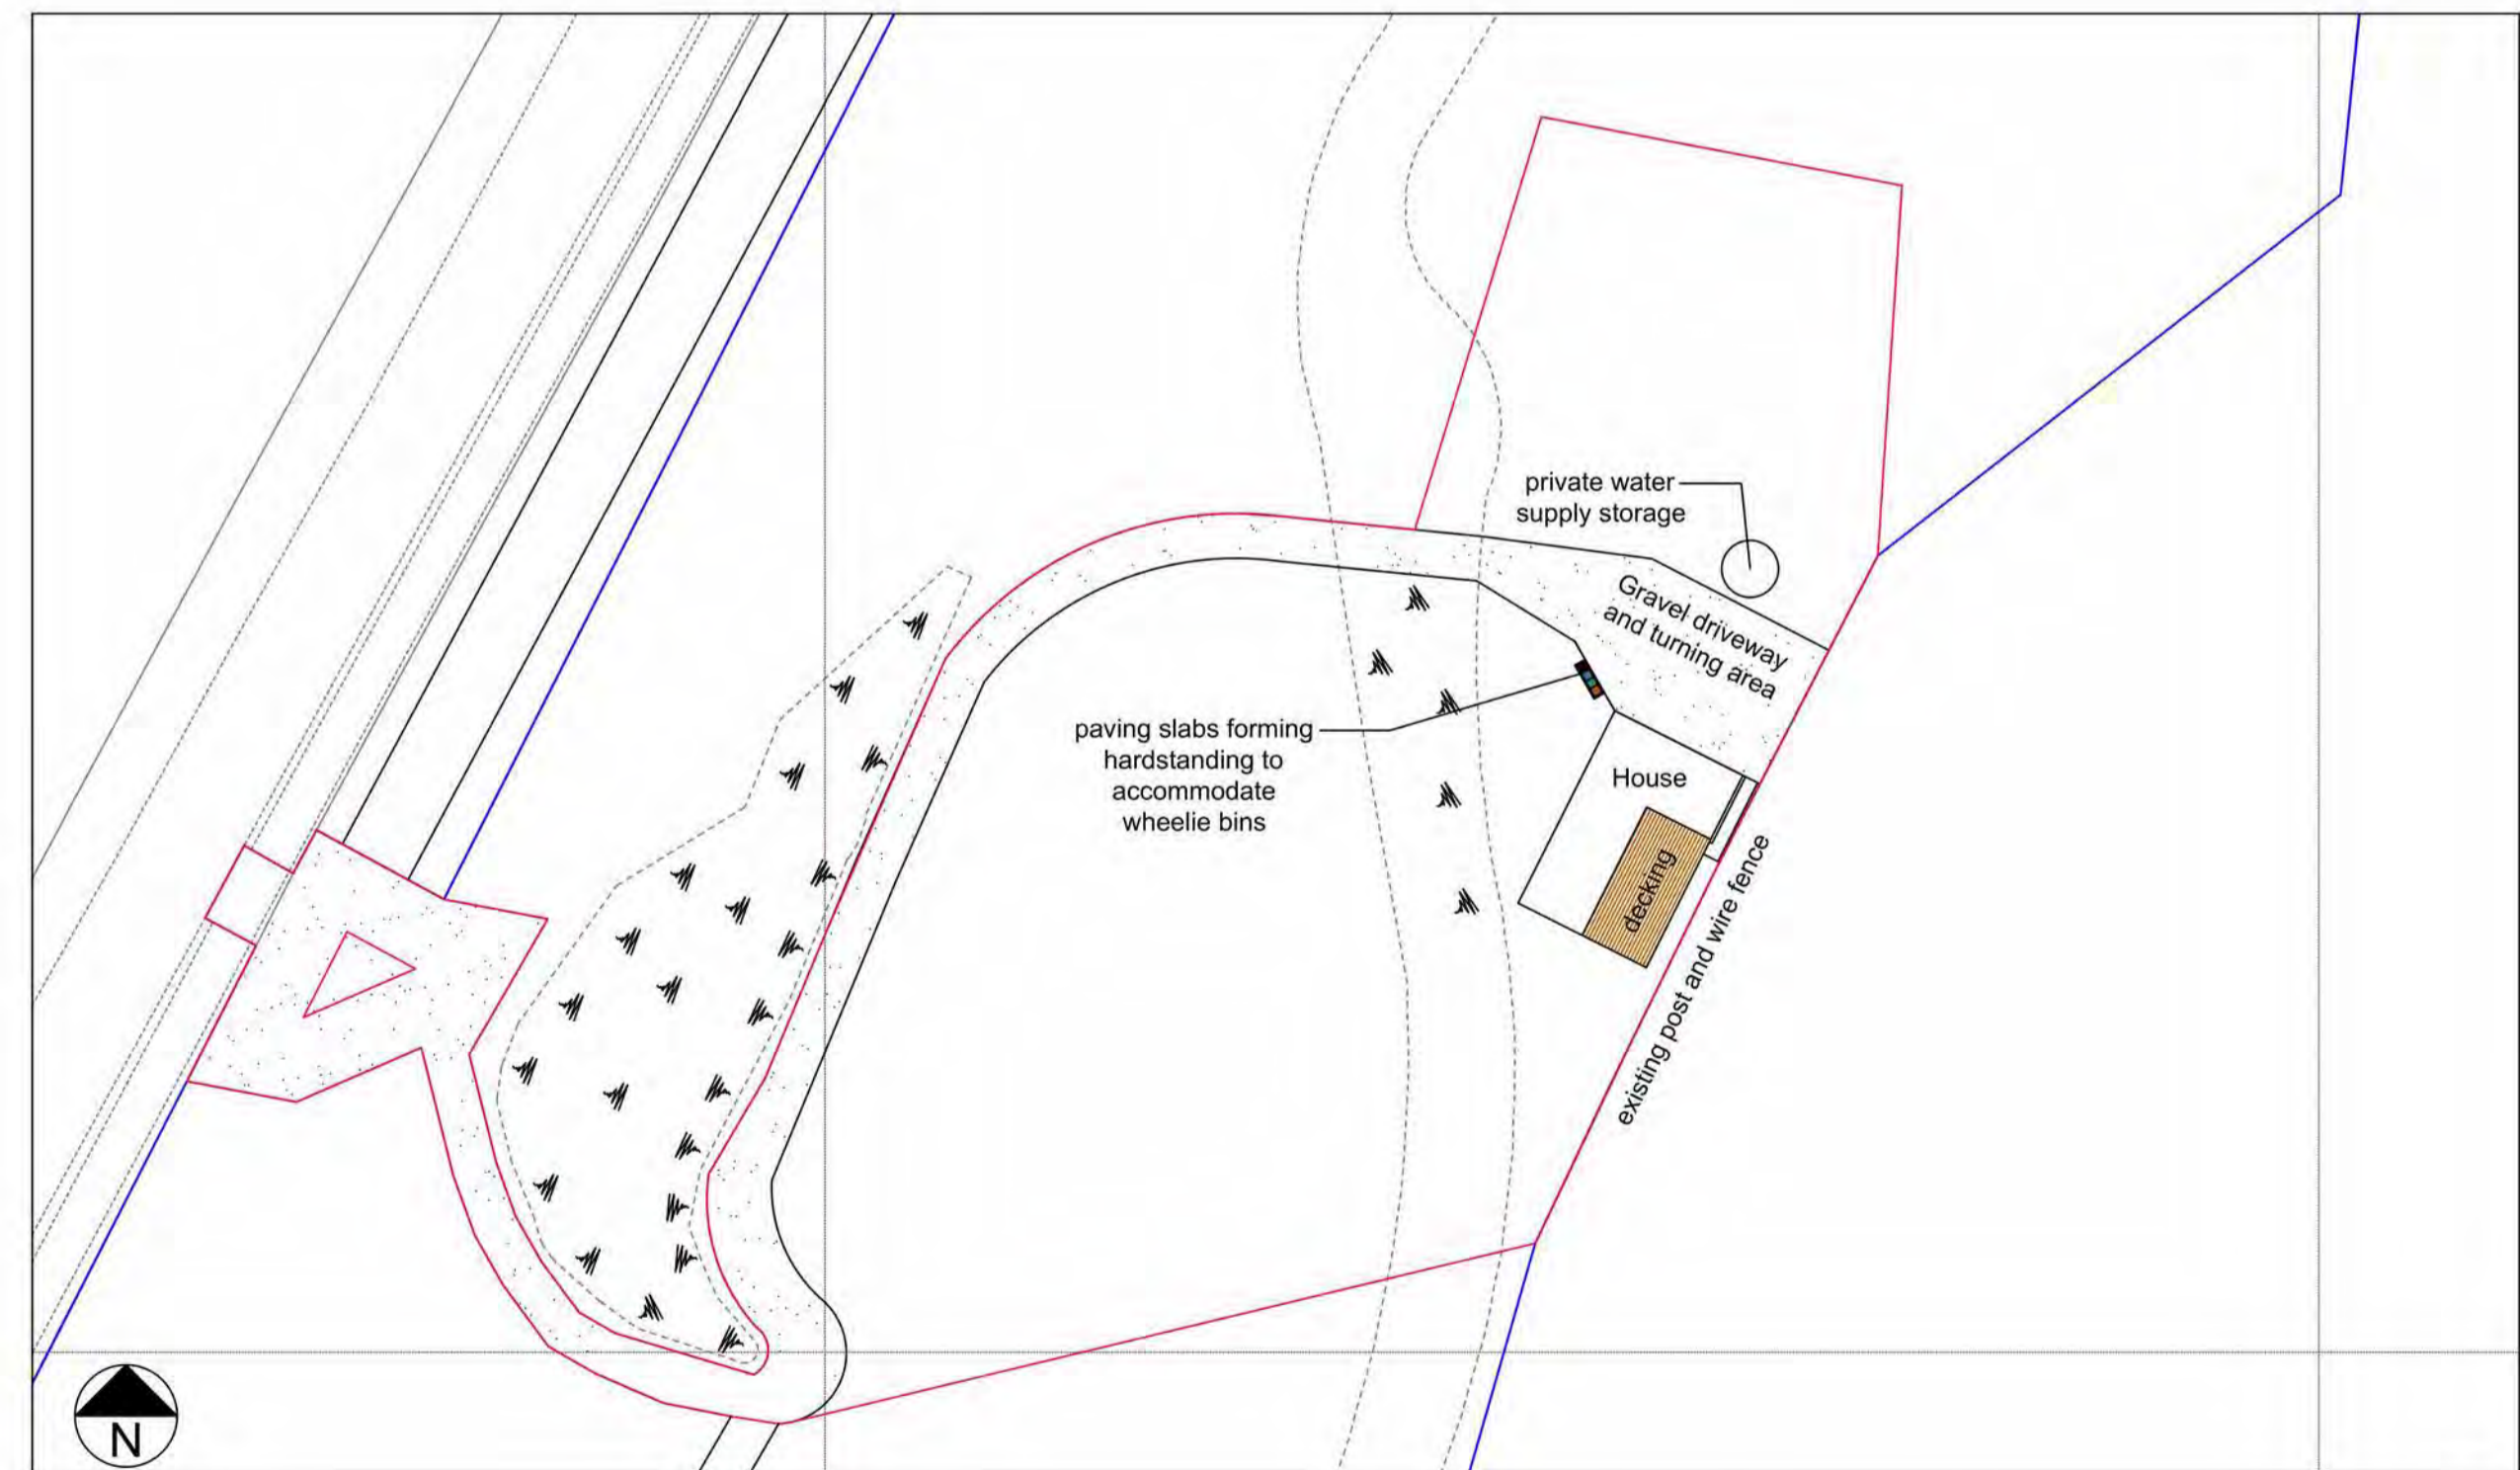 private water
supply storage
Gravel driveway
and turning area
paving slabs forming
hardstanding to
accommodate
wheelie bins
House
decking
existing post and wire fence
N